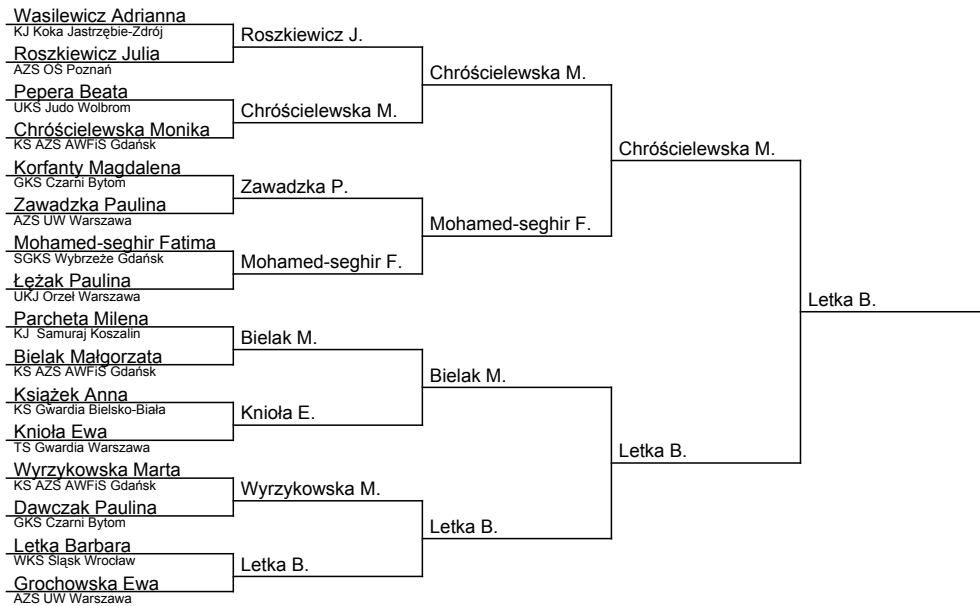 Wasilewicz Adrianna
KJ Koka Jastrzębie-Zdrój
Roszkiewicz Julia
AZS OŚ Poznań
Pepera Beata
UKS Judo Wolbrom
Chróścielewska Monika
KS AZS AWFiS Gdańsk
Korfanty Magdalena
GKS Czarni Bytom
Zawadzka Paulina
AZS UW Warszawa
Mohamed-seghir Fatima
SGKS Wybrzeże Gdańsk
Łężak Paulina
UKJ Orzeł Warszawa
Parcheta Milena
KJ Samuraj Koszalin
Bielak Małgorzata
KS AZS AWFiS Gdańsk
Książek Anna
KS Gwardia Bielsko-Biała
Knioła Ewa
TS Gwardia Warszawa
Wyrzykowska Marta
KS AZS AWFiS Gdańsk
Dawczak Paulina
GKS Czarni Bytom
Letka Barbara
WKS Śląsk Wrocław
Grochowska Ewa
AZS UW Warszawa
Roszkiewicz J.
Chróścielewska M.
Zawadzka P.
Mohamed-seghir F.
Bielak M.
Knioła E.
Wyrzykowska M.
Letka B.
Chróścielewska M.
Mohamed-seghir F.
Bielak M.
Letka B.
Chróścielewska M.
Letka B.
Letka B.